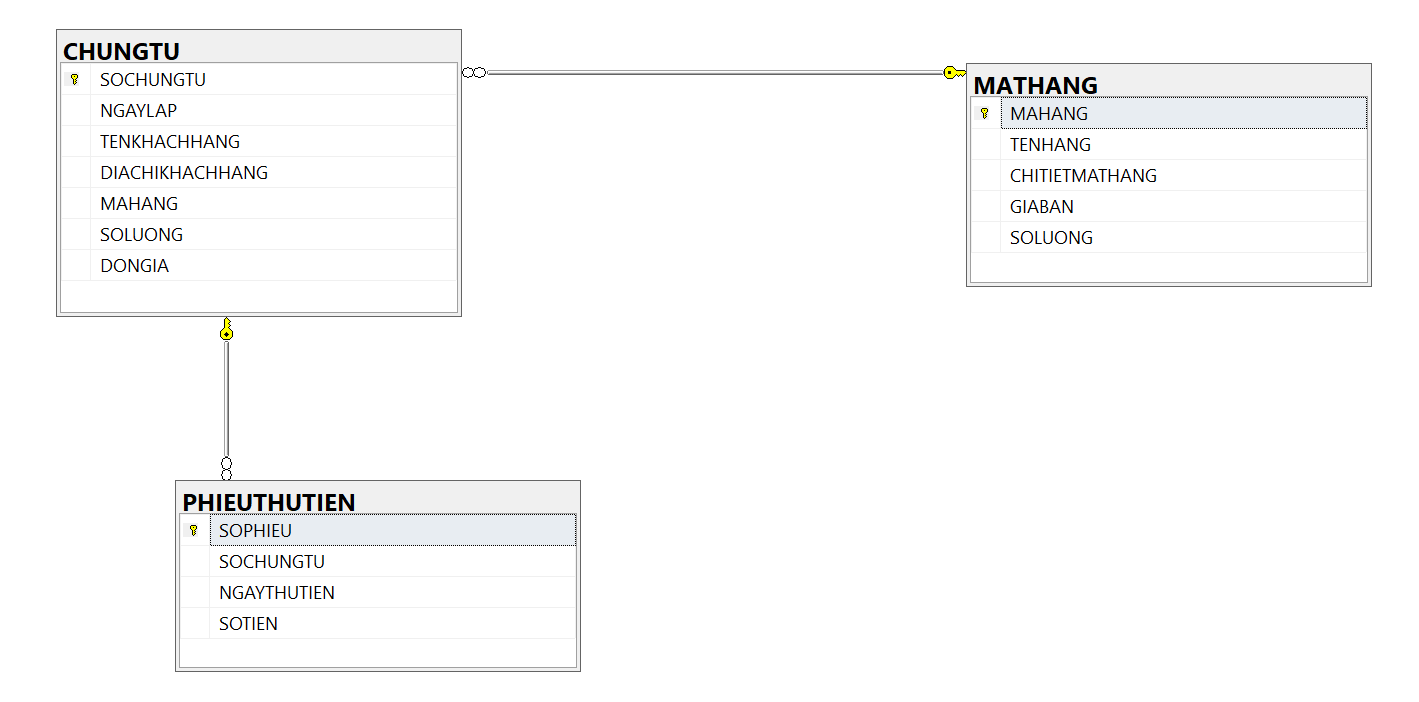 CHUNGTU
SOCHUNGTU
NGAYLAP
TENKHACHHANG
DIACHIKHACHHANG
MAHANG
SOLUONG
DONGIA
MATHANG
MAHANG
TENHANG
CHITIETMATHANG
GIABAN
SOLUONG
PHIEUTHUTIEN
SOPHIEU
SOCHUNGTU
NGAYTHUTIEN
SOTIEN